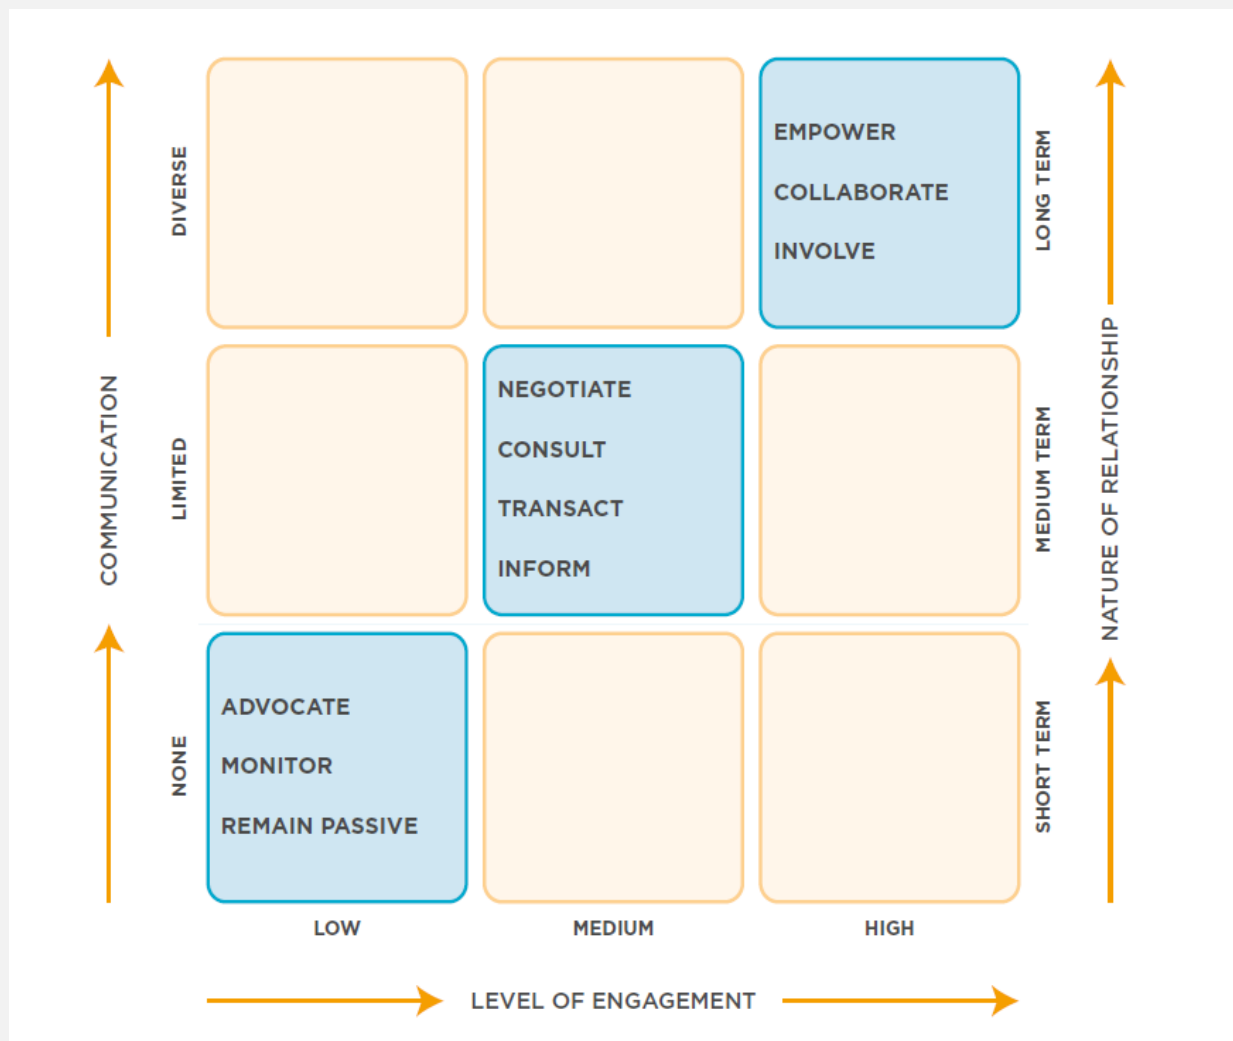 COMMUNICATION
DIVERSE
EMPOWER
COLLABORATE
INVOLVE
LONG TERM
LIMITED
NEGOTIATE
CONSULT
TRANSACT
INFORM
MEDIUM TERM
NATURE OF RELATIONSHIP
NONE
ADVOCATE
MONITOR
REMAIN PASSIVE
SHORT TERM
LOW
MEDIUM
HIGH
LEVEL OF ENGAGEMENT